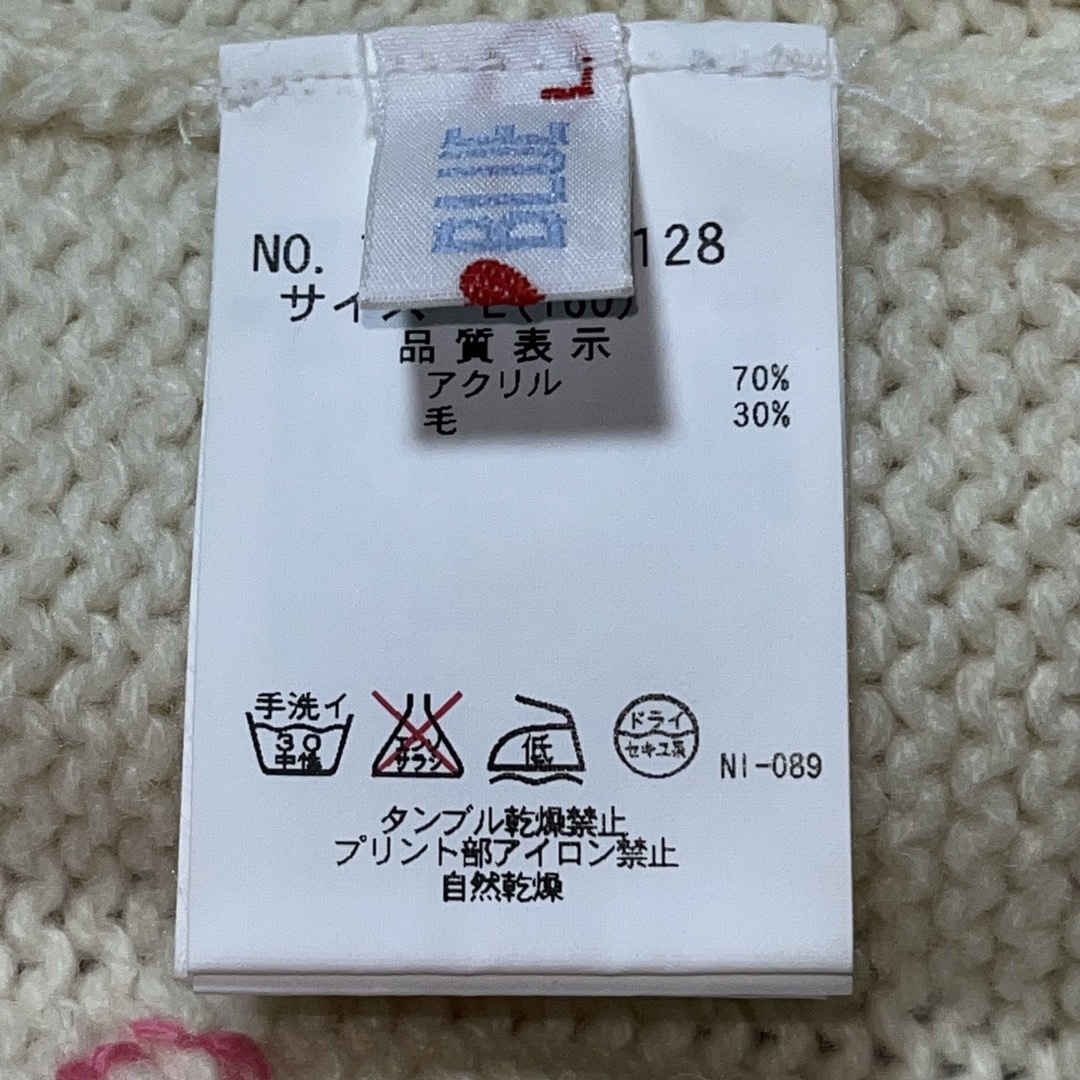 L
BLUE
NO. 128
サイズ L(160)
品質表示
アクリル 70%
毛 30%
手洗イ
30
中性
エンソ
サラシ
低
ドライ
セキユ系
NI-089
タンブル乾燥禁止
プリント部アイロン禁止
自然乾燥